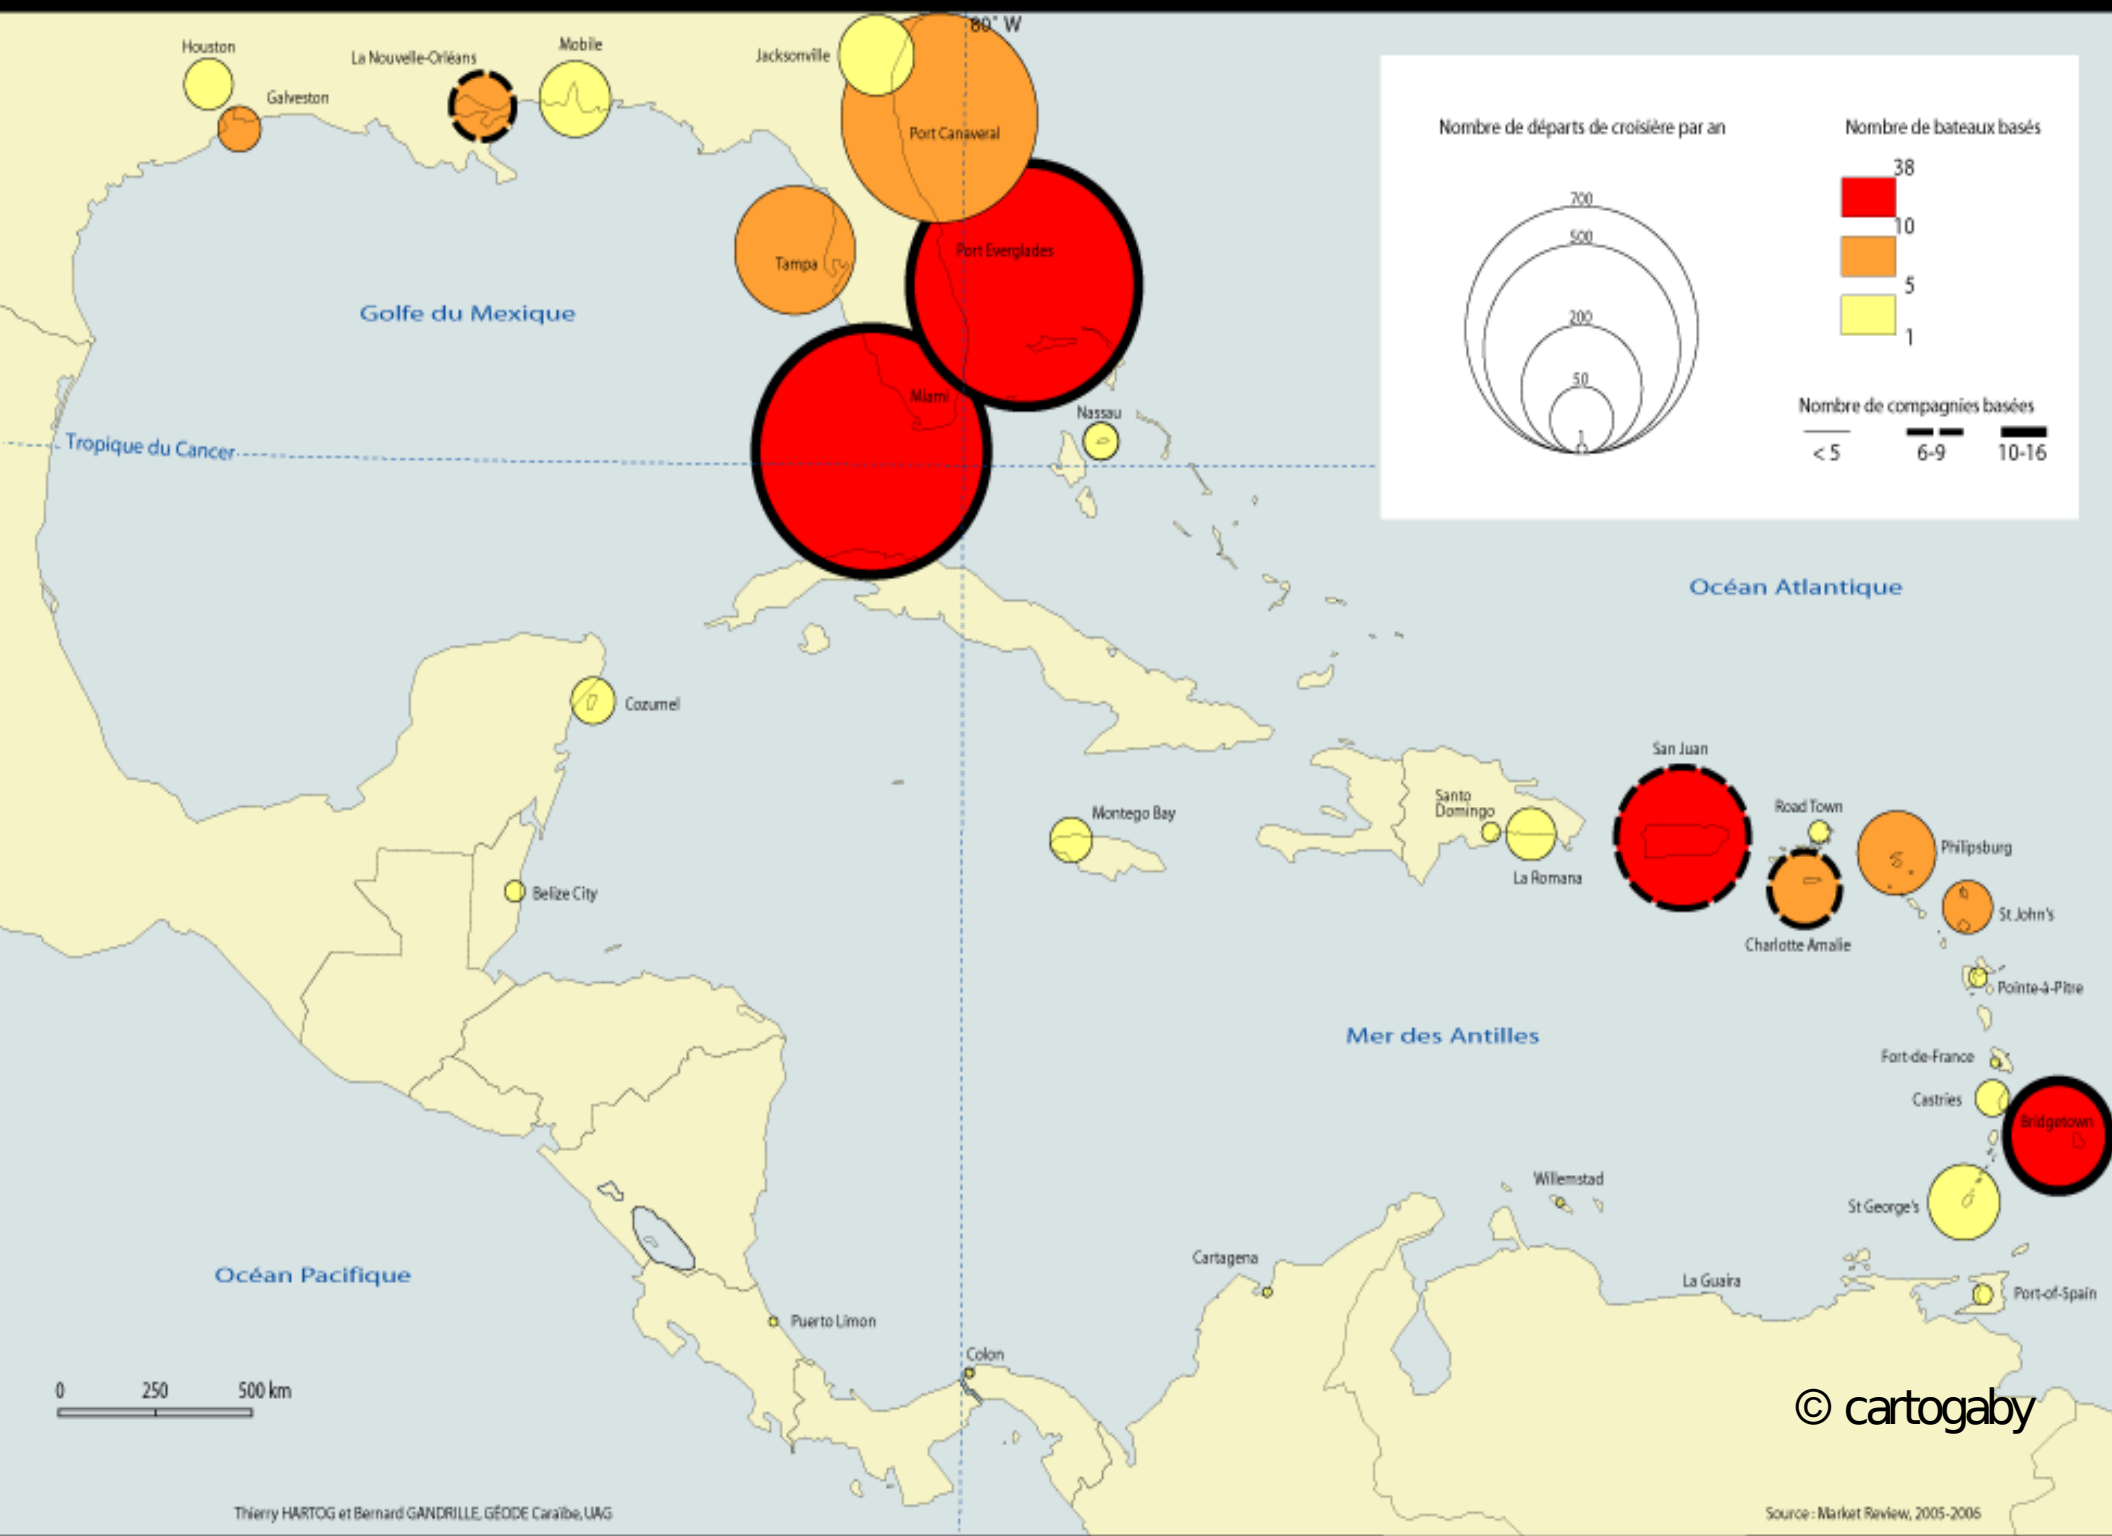 80° W
Houston
La Nouvelle-Orléans
Mobile
Jacksonville
Galveston
Port Canaveral
Port Everglades
Tampa
Golfe du Mexique
Miami
Nassau
Tropique du Cancer
Nombre de départs de croisière par an
700
500
200
50
1
Nombre de bateaux basés
38
10
5
1
Nombre de compagnies basées
< 5
6-9
10-16
Océan Atlantique
Cozumel
San Juan
Santo
Domingo
Road Town
Montego Bay
Philipsburg
La Romana
Belize City
St John's
Charlotte Amalie
Pointe-à-Pitre
Mer des Antilles
Fort-de-France
Castries
Bridgetown
Willemstad
St George's
Cartagena
Océan Pacifique
La Guaira
Port-of-Spain
Puerto Limon
Colon
0 250 500 km
© cartogaby
Thierry HARTOG et Bernard GANDRILLE, GÉODE Caraïbe, UAG
Source : Market Review, 2005-2006